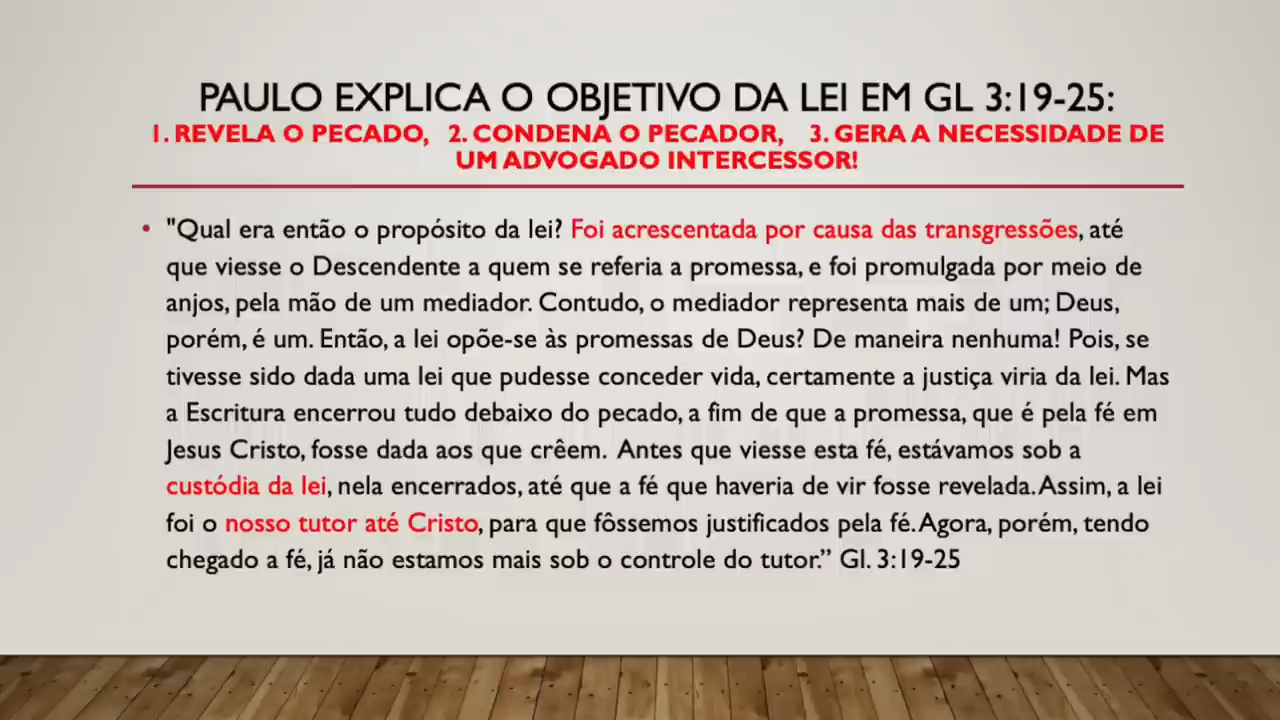 PAULO EXPLICA O OBJETIVO DA LEI EM GL 3:19-25:
1. REVELA O PECADO, 2. CONDENA O PECADOR, 3. GERA A NECESSIDADE DE
UM ADVOGADO INTERCESSOR!
• "Qual era então o propósito da lei? Foi acrescentada por causa das transgressões, até
que viesse o Descendente a quem se referia a promessa, e foi promulgada por meio de
anjos, pela mão de um mediador. Contudo, o mediador representa mais de um; Deus,
porém, é um. Então, a lei opõe-se às promessas de Deus? De maneira nenhuma! Pois, se
tivesse sido dada uma lei que pudesse conceder vida, certamente a justiça viria da lei. Mas
a Escritura encerrou tudo debaixo do pecado, a fim de que a promessa, que é pela fé em
Jesus Cristo, fosse dada aos que crêem. Antes que viesse esta fé, estávamos sob a
custódia da lei, nela encerrados, até que a fé que haveria de vir fosse revelada. Assim, a lei
foi o nosso tutor até Cristo, para que fôssemos justificados pela fé. Agora, porém, tendo
chegado a fé, já não estamos mais sob o controle do tutor.” Gl. 3:19-25